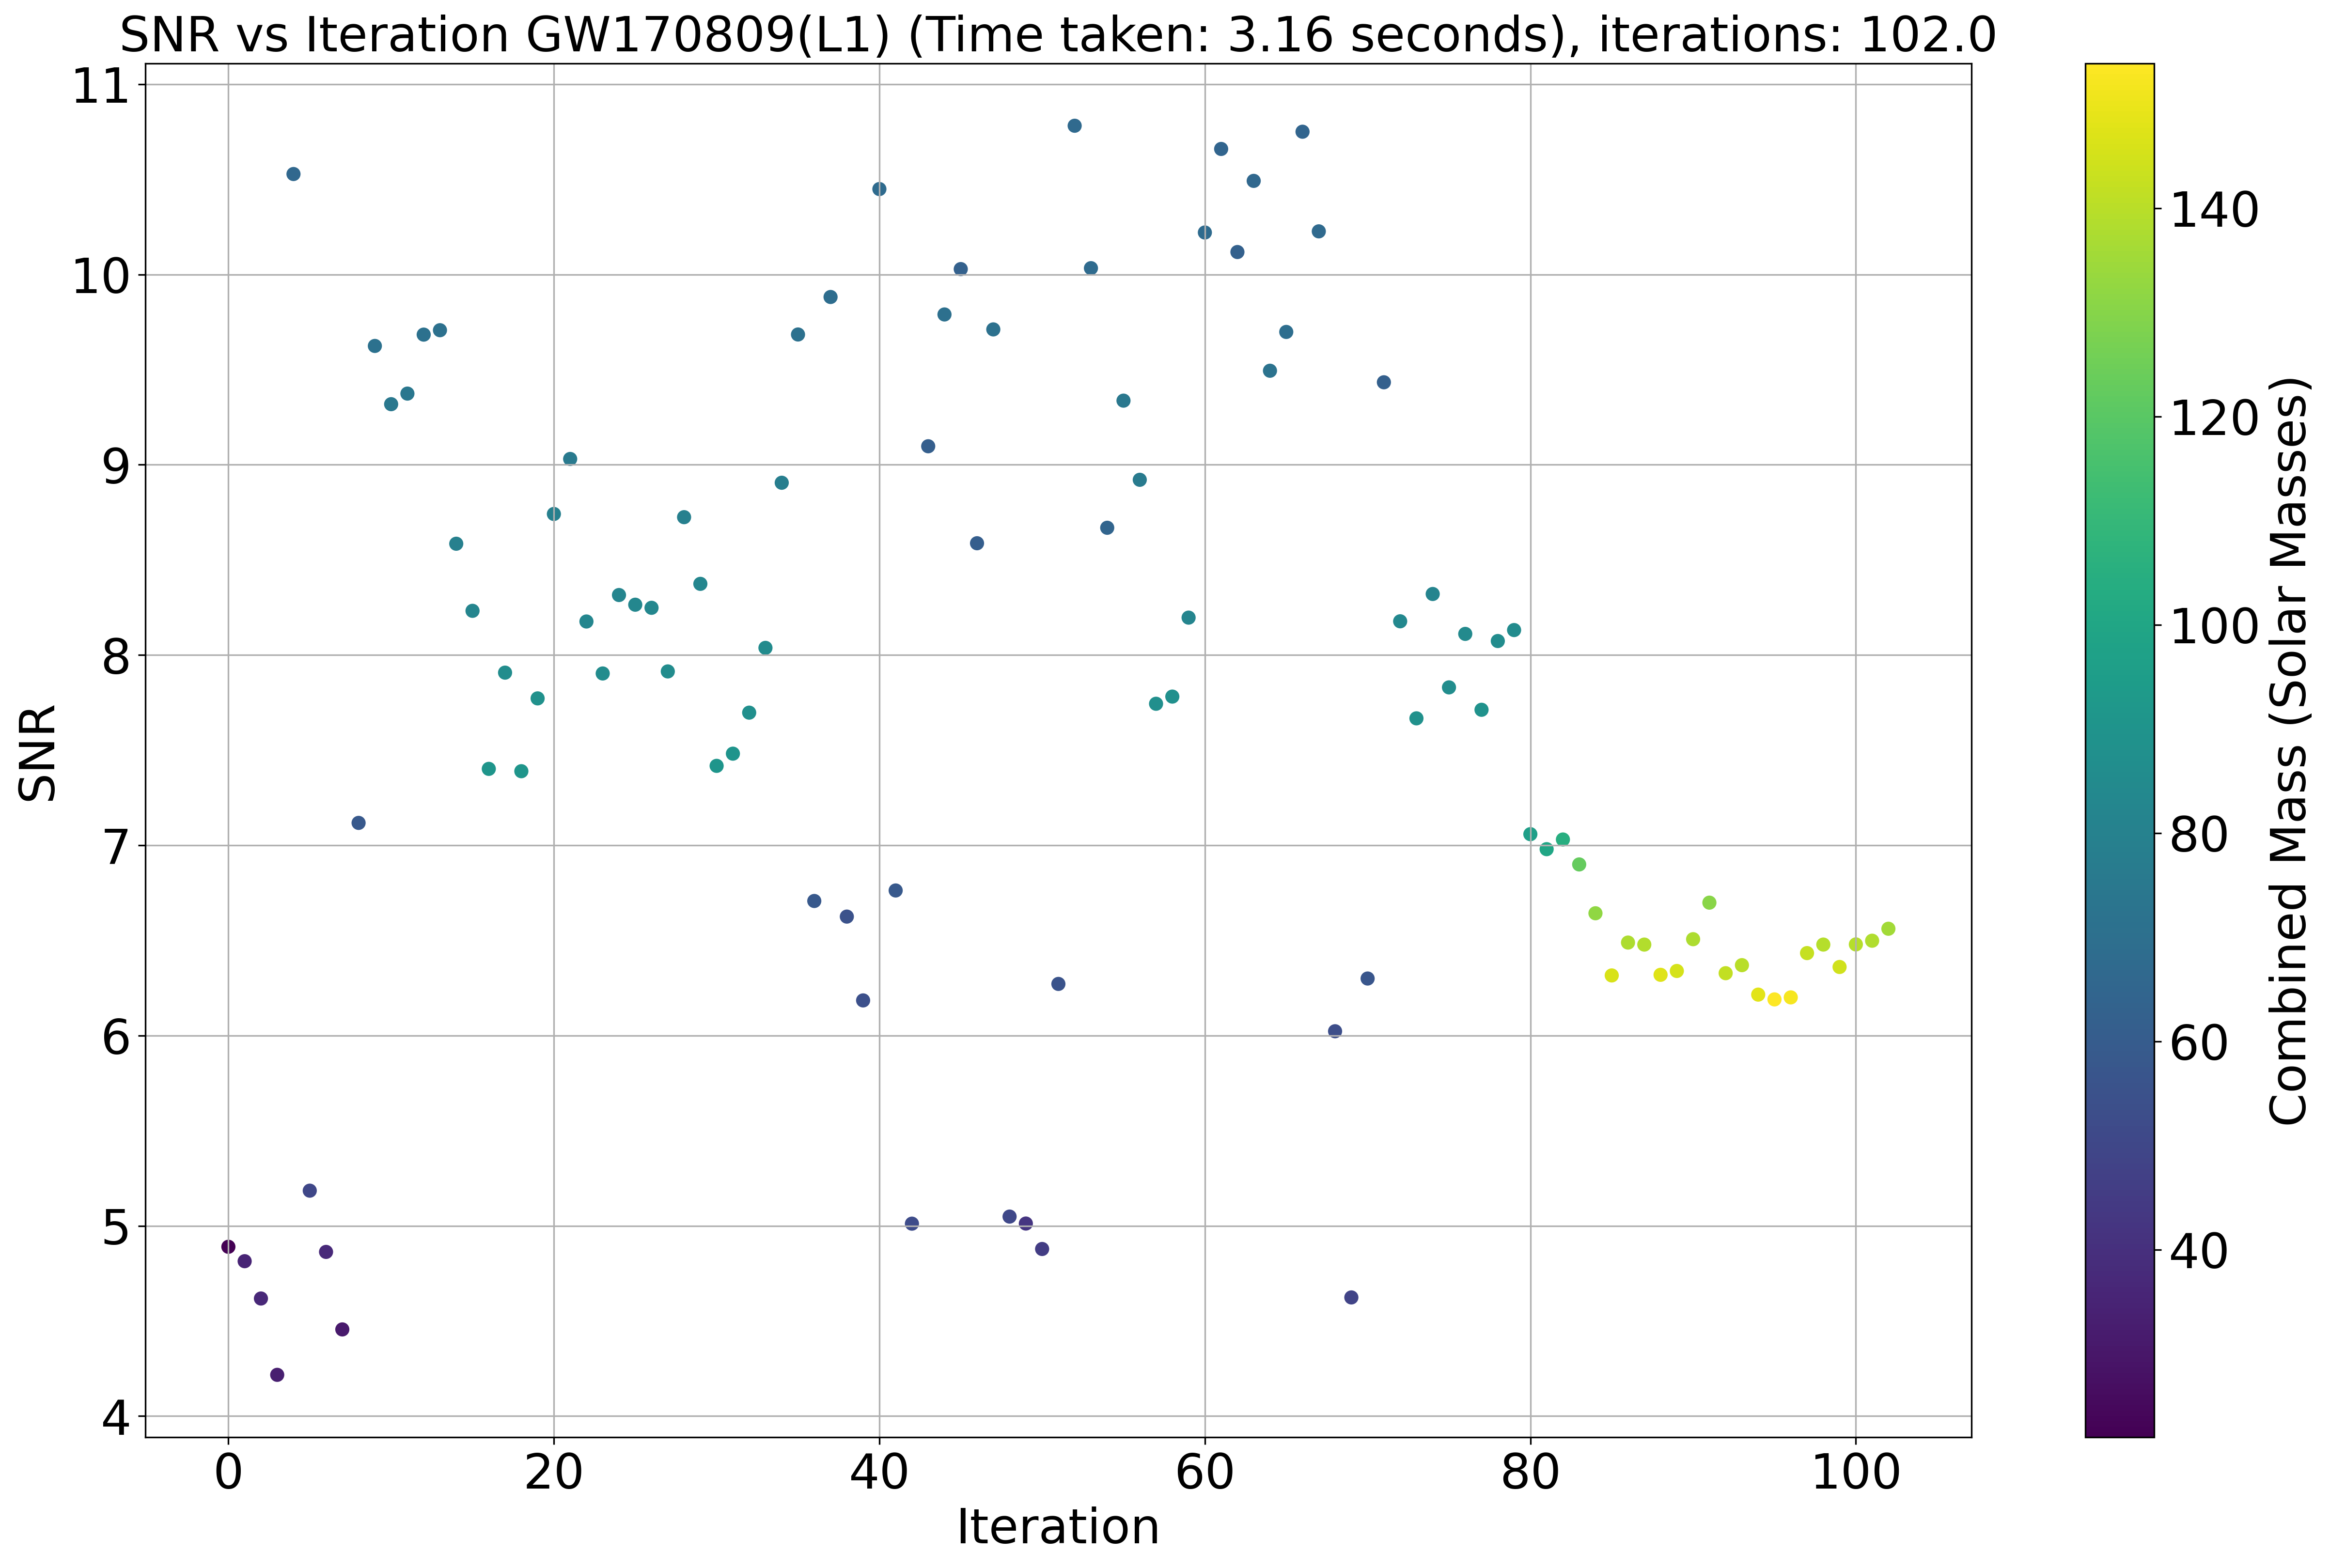 SNR vs Iteration GW170809(L1) (Time taken: 3.16 seconds), iterations: 102.0
11
10
9
8
7
6
5
4
SNR
0 20 40 60 80 100
Iteration
140
120
100
80
60
40
Combined Mass (Solar Masses)